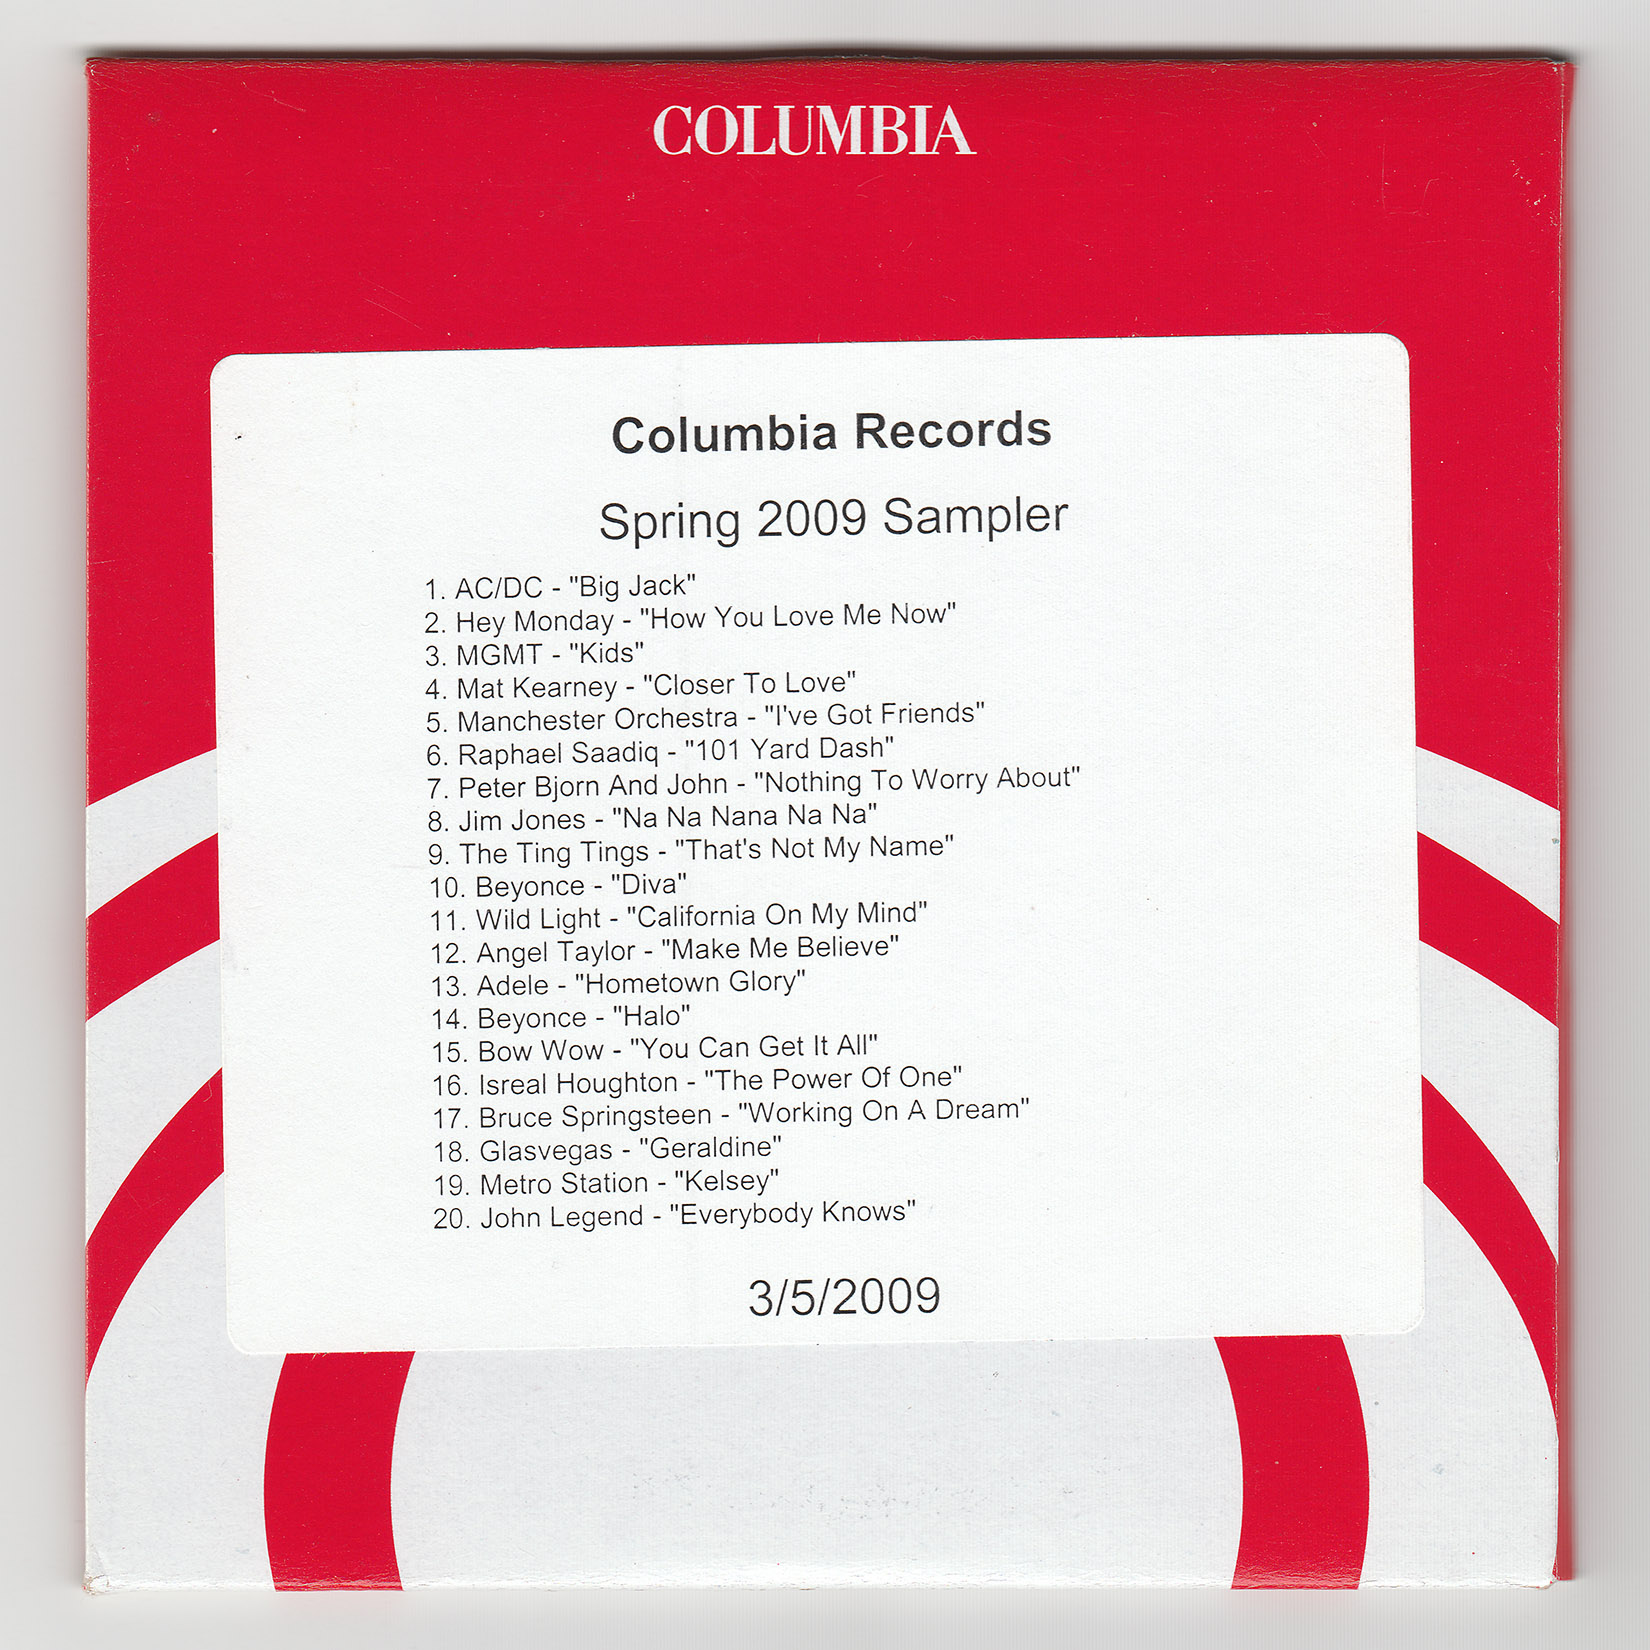 COLUMBIA
Columbia Records
Spring 2009 Sampler
1. AC/DC - "Big Jack"
2. Hey Monday - "How You Love Me Now"
3. MGMT - "Kids"
4. Mat Kearney - "Closer To Love"
5. Manchester Orchestra - "I've Got Friends"
6. Raphael Saadiq - "101 Yard Dash"
7. Peter Bjorn And John - "Nothing To Worry About"
8. Jim Jones - "Na Na Nana Na Na"
9. The Ting Tings - "That's Not My Name"
10. Beyonce - "Diva"
11. Wild Light - "California On My Mind"
12. Angel Taylor - "Make Me Believe"
13. Adele - "Hometown Glory"
14. Beyonce - "Halo"
15. Bow Wow - "You Can Get It All"
16. Isreal Houghton - "The Power Of One"
17. Bruce Springsteen - "Working On A Dream"
18. Glasvegas - "Geraldine"
19. Metro Station - "Kelsey"
20. John Legend - "Everybody Knows"
3/5/2009